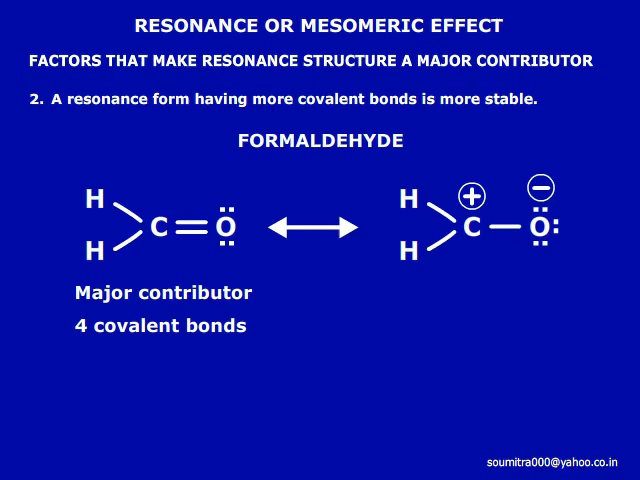 RESONANCE OR MESOMERIC EFFECT
FACTORS THAT MAKE RESONANCE STRUCTURE A MAJOR CONTRIBUTOR
2. A resonance form having more covalent bonds is more stable.
FORMALDEHYDE
H H
C O C O
H H
Major contributor
4 covalent bonds
soumitra000@yahoo.co.in